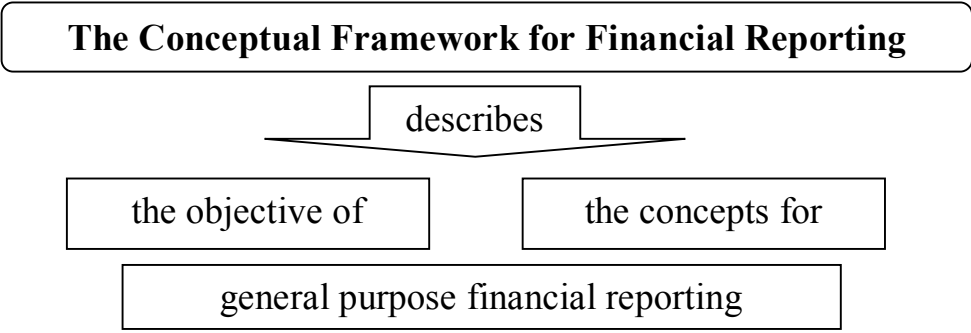 The Conceptual Framework for Financial Reporting
describes
the objective of
the concepts for
general purpose financial reporting